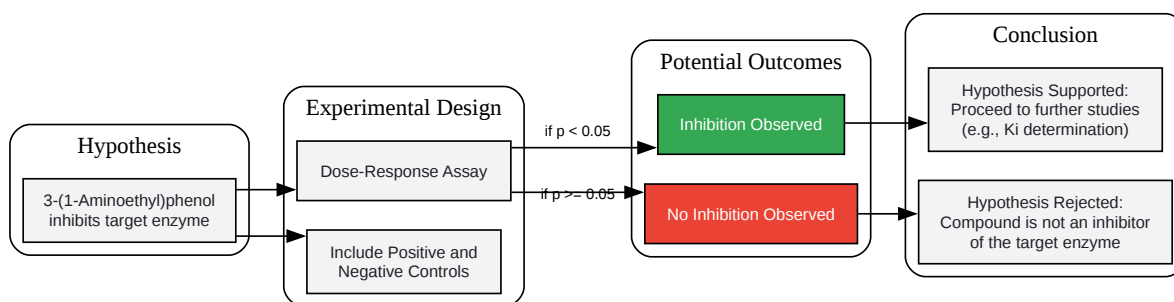 Hypothesis
3-(1-Aminoethyl)phenol
inhibits target enzyme
Experimental Design
Dose-Response Assay
Include Positive and
Negative Controls
if p < 0.05
if p >= 0.05
Potential Outcomes
Inhibition Observed
No Inhibition Observed
Conclusion
Hypothesis Supported:
Proceed to further studies
(e.g., Ki determination)
Hypothesis Rejected:
Compound is not an inhibitor
of the target enzyme